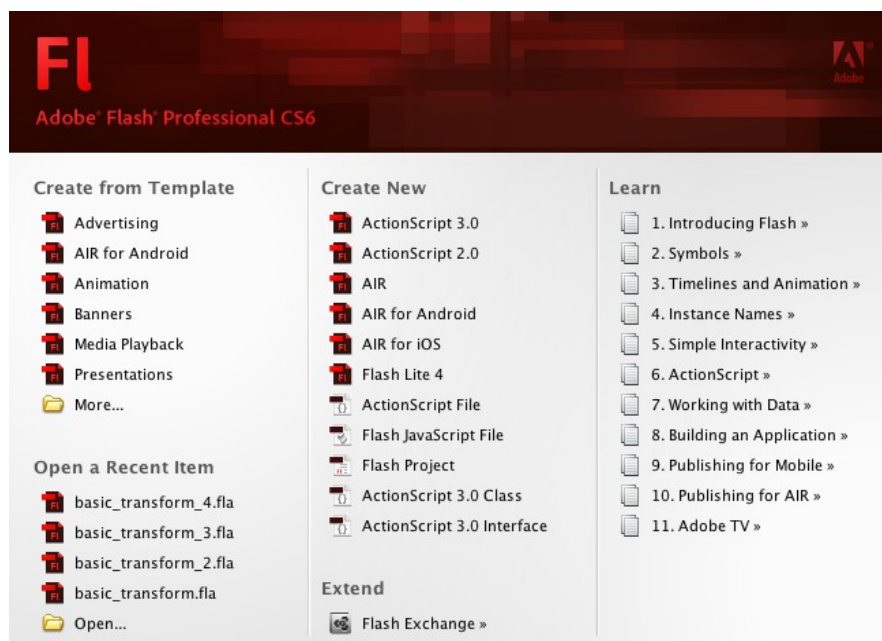 Fl
Adobe
Adobe® Flash® Professional CS6
Create from Template
Advertising
AIR for Android
Animation
Banners
Media Playback
Presentations
More...
Open a Recent Item
basic_transform_4.fla
basic_transform_3.fla
basic_transform_2.fla
basic_transform.fla
Open...
Create New
ActionScript 3.0
ActionScript 2.0
AIR
AIR for Android
AIR for iOS
Flash Lite 4
ActionScript File
Flash JavaScript File
Flash Project
ActionScript 3.0 Class
ActionScript 3.0 Interface
Extend
Flash Exchange »
Learn
1. Introducing Flash »
2. Symbols »
3. Timelines and Animation »
4. Instance Names »
5. Simple Interactivity »
6. ActionScript »
7. Working with Data »
8. Building an Application »
9. Publishing for Mobile »
10. Publishing for AIR »
11. Adobe TV »